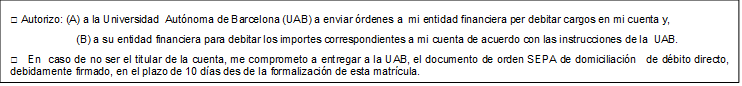 □ Autorizo: (A) a la Universidad Autónoma de Barcelona (UAB) a enviar órdenes a mi entidad financiera per debitar cargos en mi cuenta y,
(B) a su entidad financiera para debitar los importes correspondientes a mi cuenta de acuerdo con las instrucciones de la UAB.
□ En caso de no ser el titular de la cuenta, me comprometo a entregar a la UAB, el documento de orden SEPA de domiciliación de débito directo,
debidamente firmado, en el plazo de 10 días des de la formalización de esta matrícula.